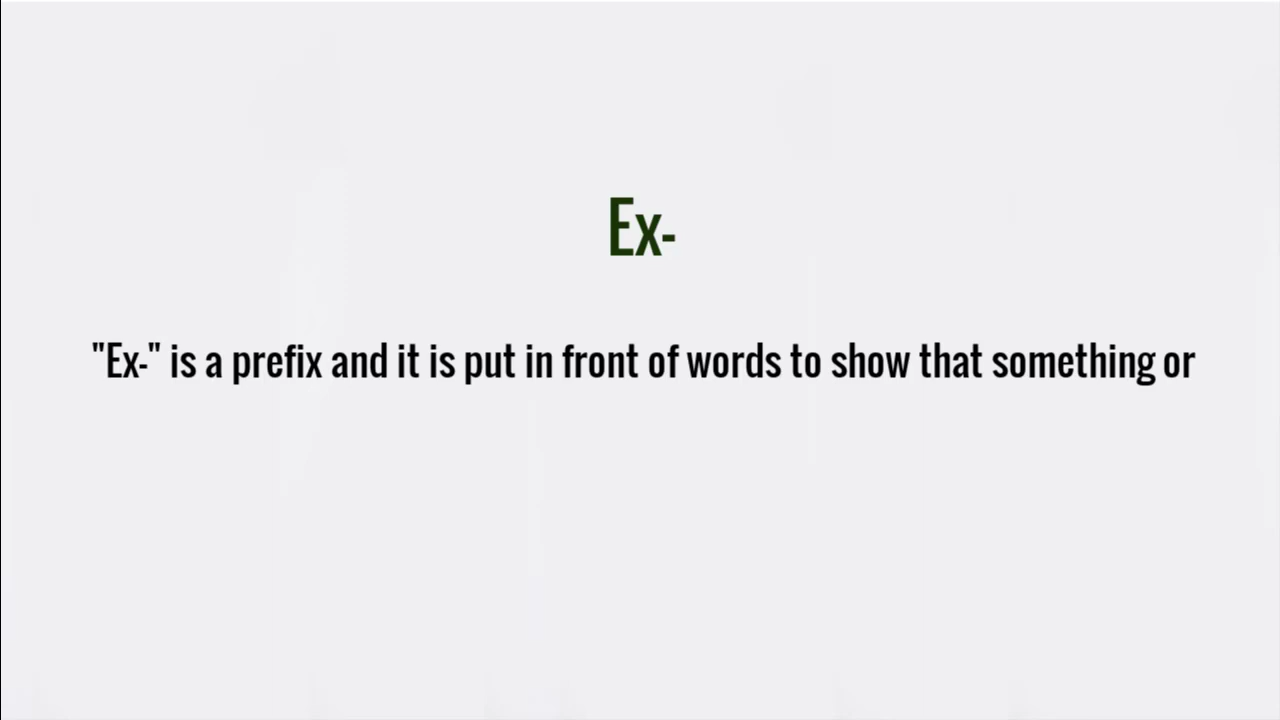 Ex-
"Ex-" is a prefix and it is put in front of words to show that something or